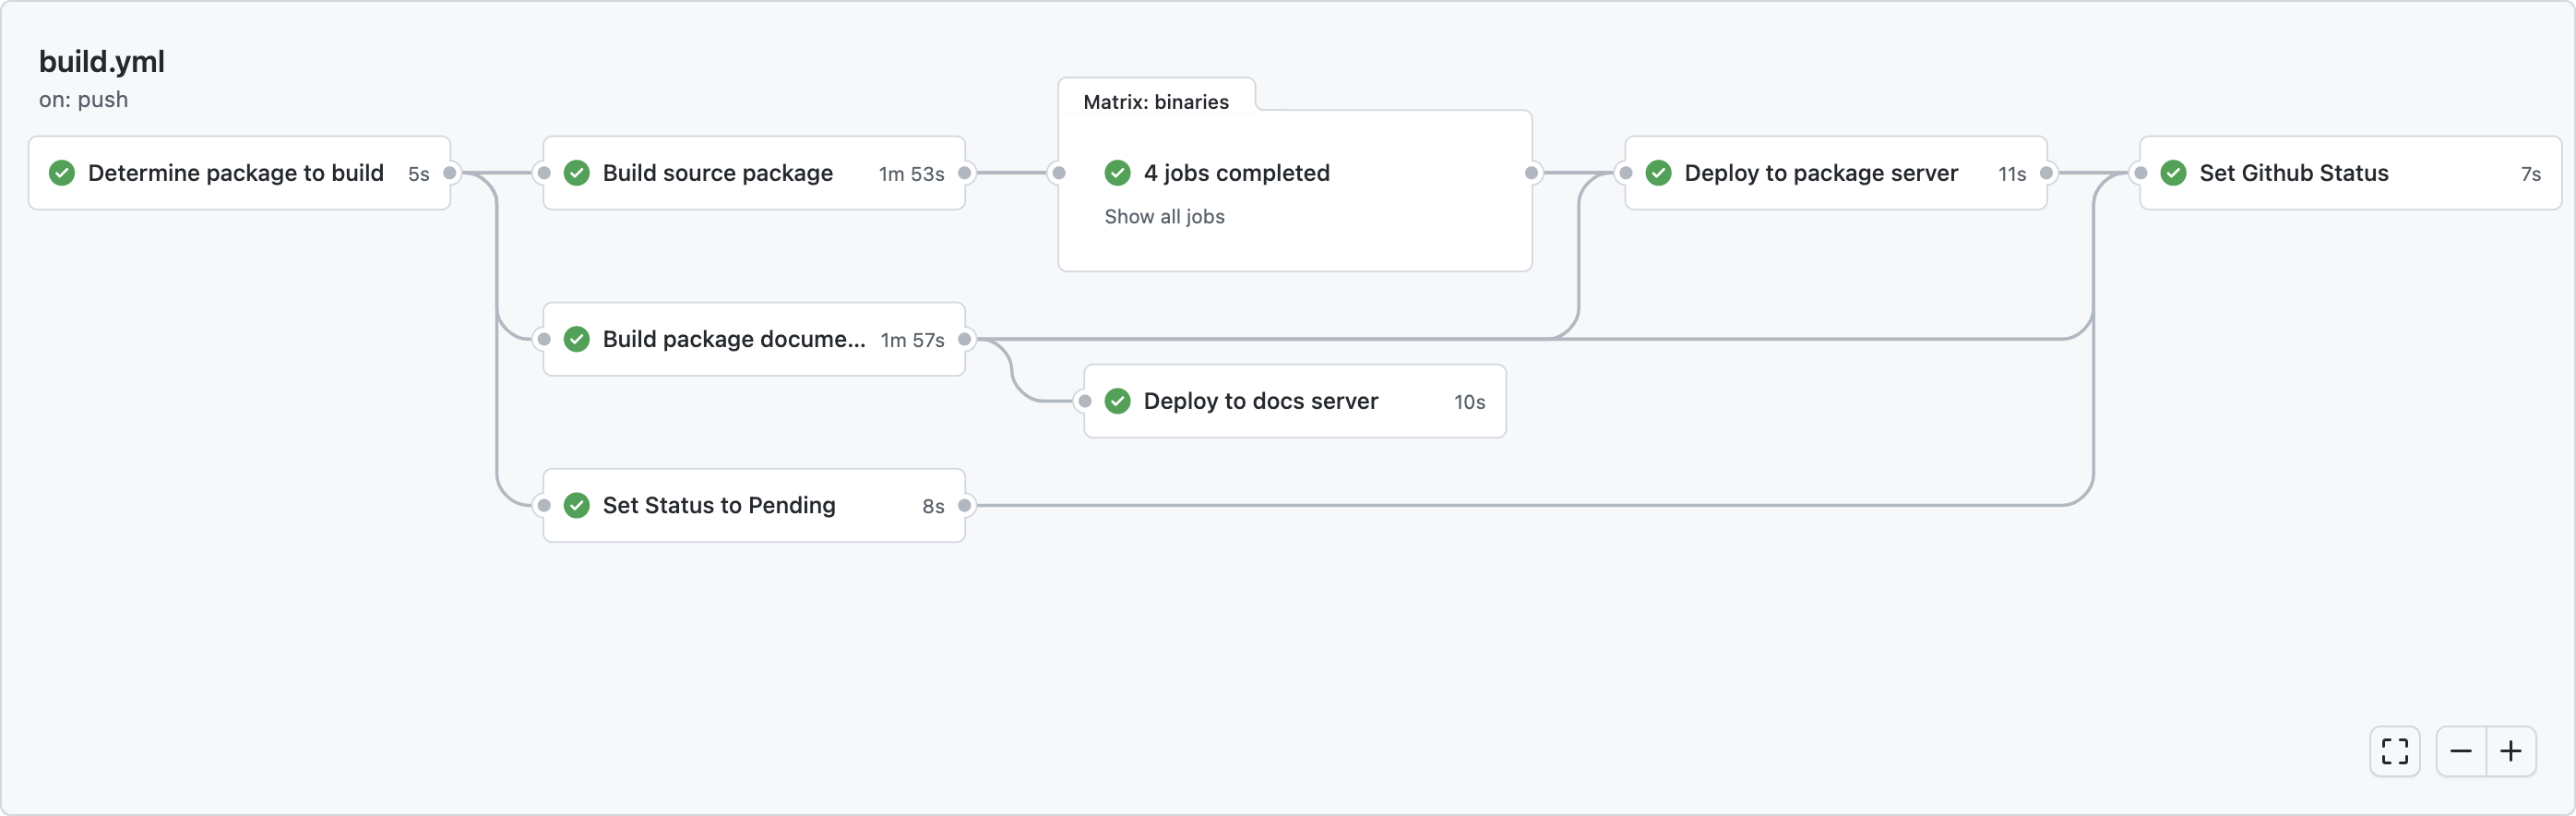 build.yml
on: push
Matrix: binaries
Determine package to build 5s
Build source package 1m 53s
4 jobs completed
Show all jobs
Deploy to package server 11s
Set Github Status 7s
Build package docume... 1m 57s
Deploy to docs server 10s
Set Status to Pending 8s